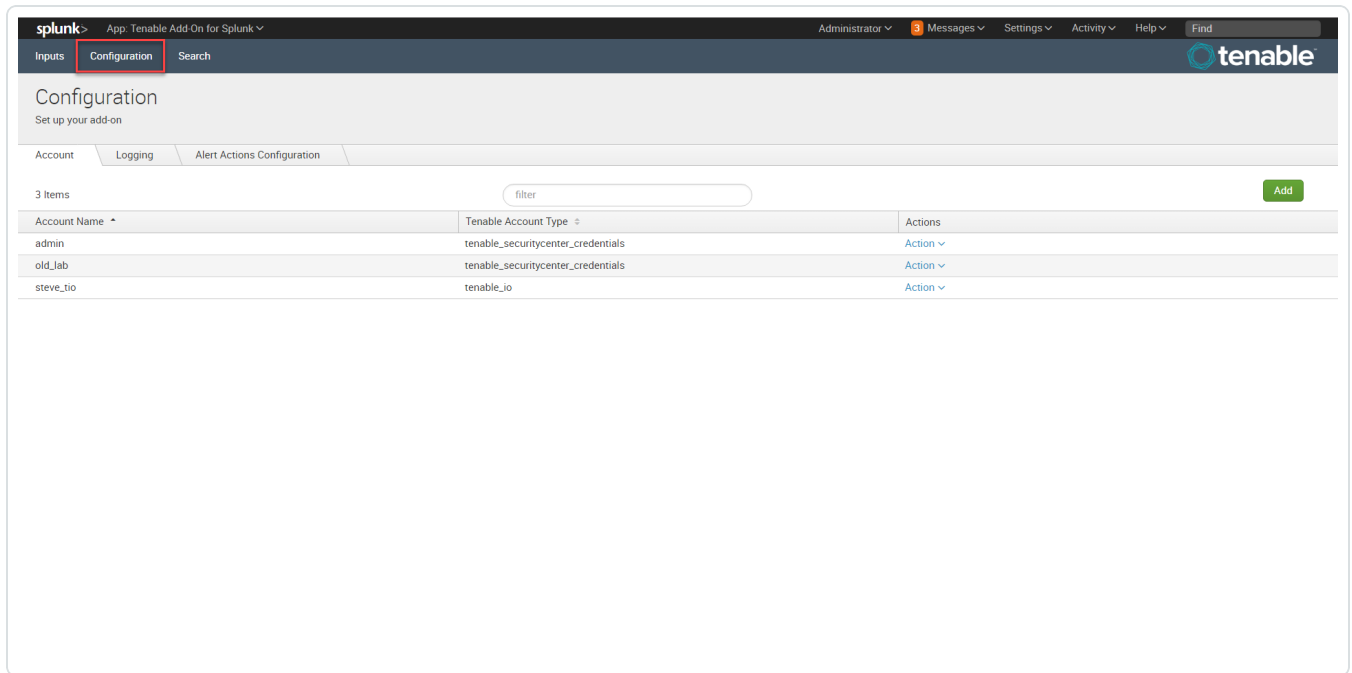 splunk> App: Tenable Add-On for Splunk Administrator 3 Messages Settings Activity Help Find
Inputs Configuration Search tenable
Configuration
Set up your add-on
Account Logging Alert Actions Configuration
3 Items filter Add
Account Name Tenable Account Type Actions
admin tenable_securitycenter_credentials Action
old_lab tenable_securitycenter_credentials Action
steve_tio tenable_io Action